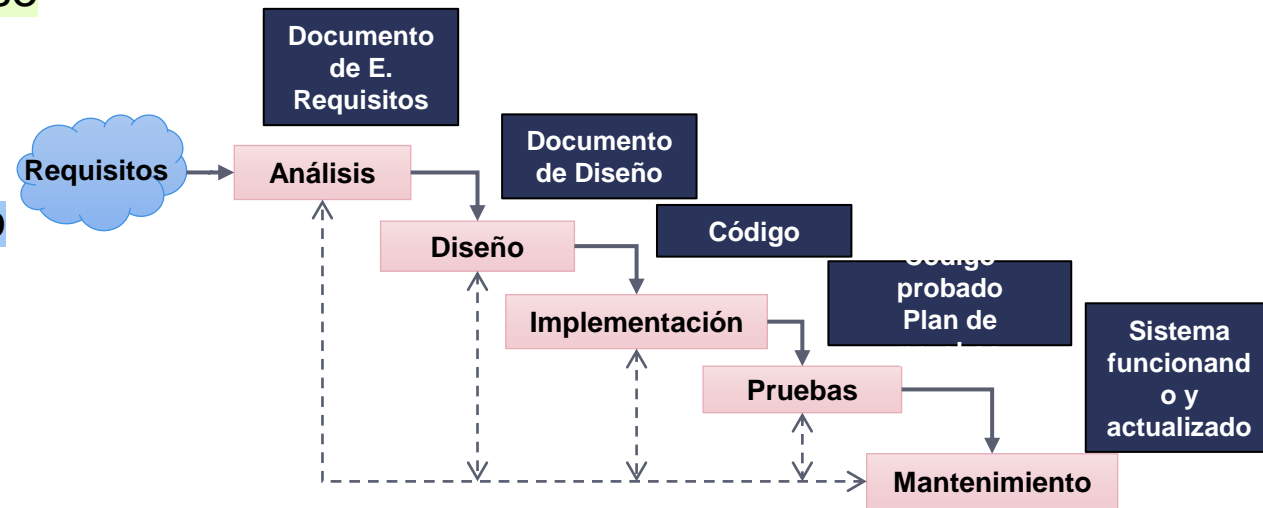 Documento
de E.
Requisitos
Requisitos
Análisis
Documento
de Diseño
Diseño
Código
Código
probado
Plan de
Implementación
Sistema
funcionand
o y
actualizado
Pruebas
Mantenimiento